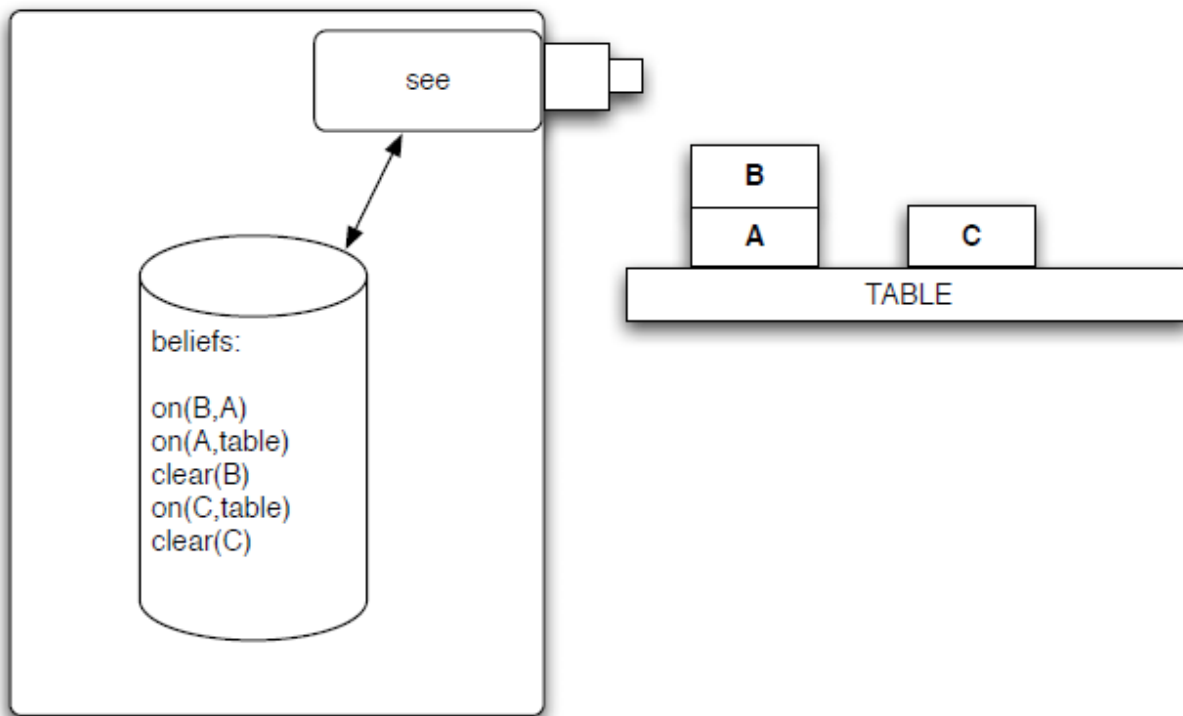 see
beliefs:
on(B,A)
on(A,table)
clear(B)
on(C,table)
clear(C)
B
A
C
TABLE